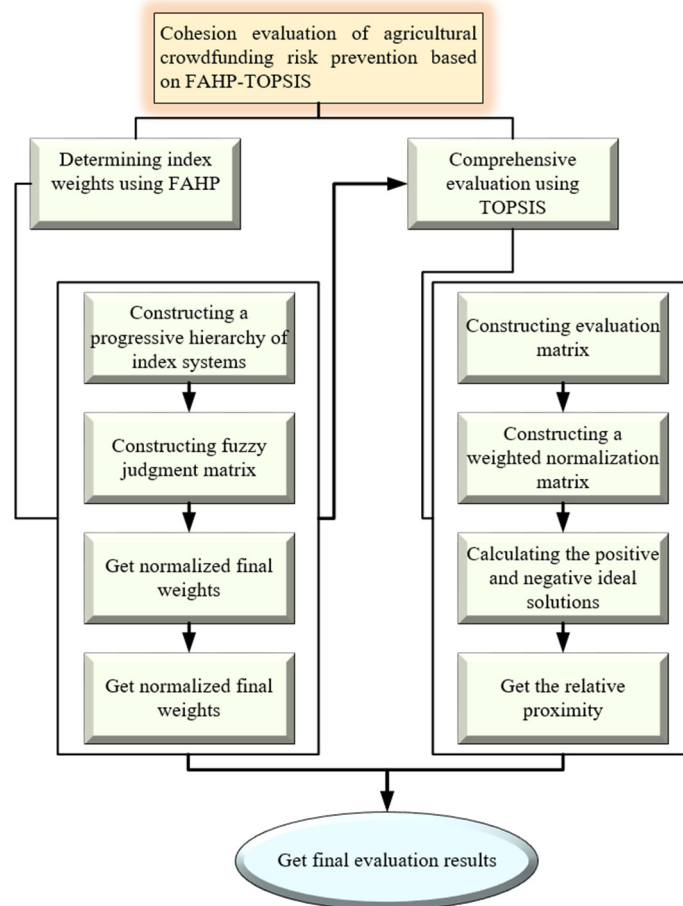 Cohesion evaluation of agricultural
crowdfunding risk prevention based
on FAHP-TOPSIS
Determining index
weights using FAHP
Comprehensive
evaluation using
TOPSIS
Constructing a
progressive hierarchy of
index systems
Constructing fuzzy
judgment matrix
Get normalized final
weights
Get normalized final
weights
Constructing evaluation
matrix
Constructing a
weighted normalization
matrix
Calculating the positive
and negative ideal
solutions
Get the relative
proximity
Get final evaluation results